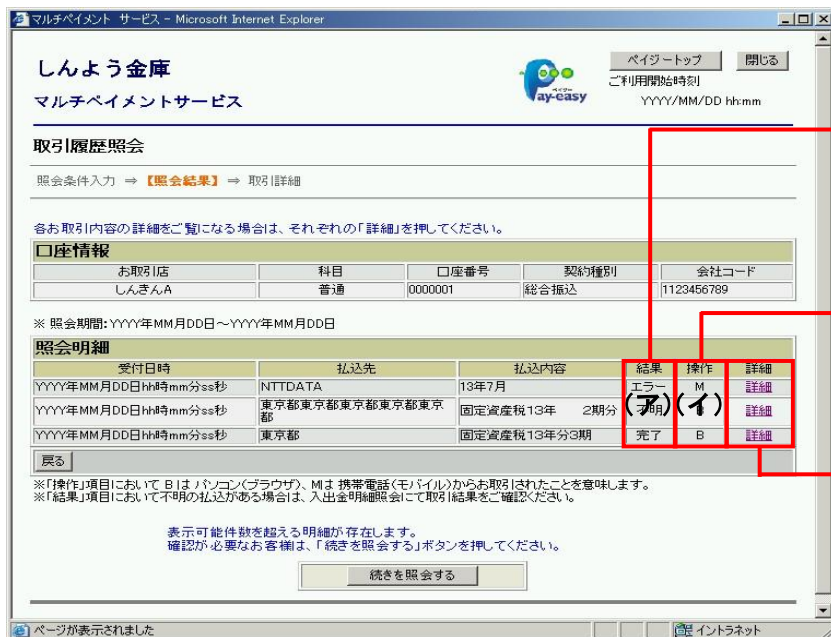 マルチペイメント サービス - Microsoft Internet Explorer
しんよう金庫
マルチペイメントサービス
ペイジー
Pay-easy
ペイジートップ 閉じる
ご利用開始時刻
YYYY/MM/DD hh:mm
取引履歴照会
照会条件入力 ⇒ 【照会結果】 ⇒ 取引詳細
各お取引内容の詳細をご覧になる場合は、それぞれの「詳細」を押してください。
口座情報
お取引店 科目 口座番号 契約種別 会社コード
しんきんA 普通 0000001 総合振込 1123456789
※ 照会期間:YYYY年MM月DD日～YYYY年MM月DD日
照会明細
受付日時 払込先 払込内容 結果 操作 詳細
YYYY年MM月DD日hh時mm分ss秒 NTTDATA 13年7月 エラー M 詳細
YYYY年MM月DD日hh時mm分ss秒 東京都東京都東京都東京都東京都 固定資産税13年 2期分 (ア) 明 (イ) 詳細
YYYY年MM月DD日hh時mm分ss秒 東京都 固定資産税13年分3期 完了 B 詳細
戻る
※「操作」項目において Bは パソコン(ブラウザ)、Mは 携帯電話(モバイル)からお取引されたことを意味します。
※「結果」項目において不明の払込がある場合は、入出金明細照会にて取引結果をご確認ください。
表示可能件数を超える明細が存在します。
確認が必要なお客様は、「続きを照会する」ボタンを押してください。
続きを照会する
ページが表示されました イントラネット